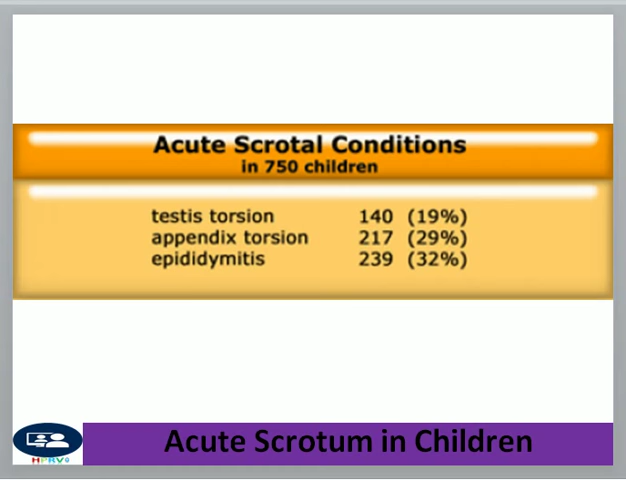 Acute Scrotal Conditions
in 750 children
testis torsion 140 (19%)
appendix torsion 217 (29%)
epididymitis 239 (32%)
HPRV
Acute Scrotum in Children